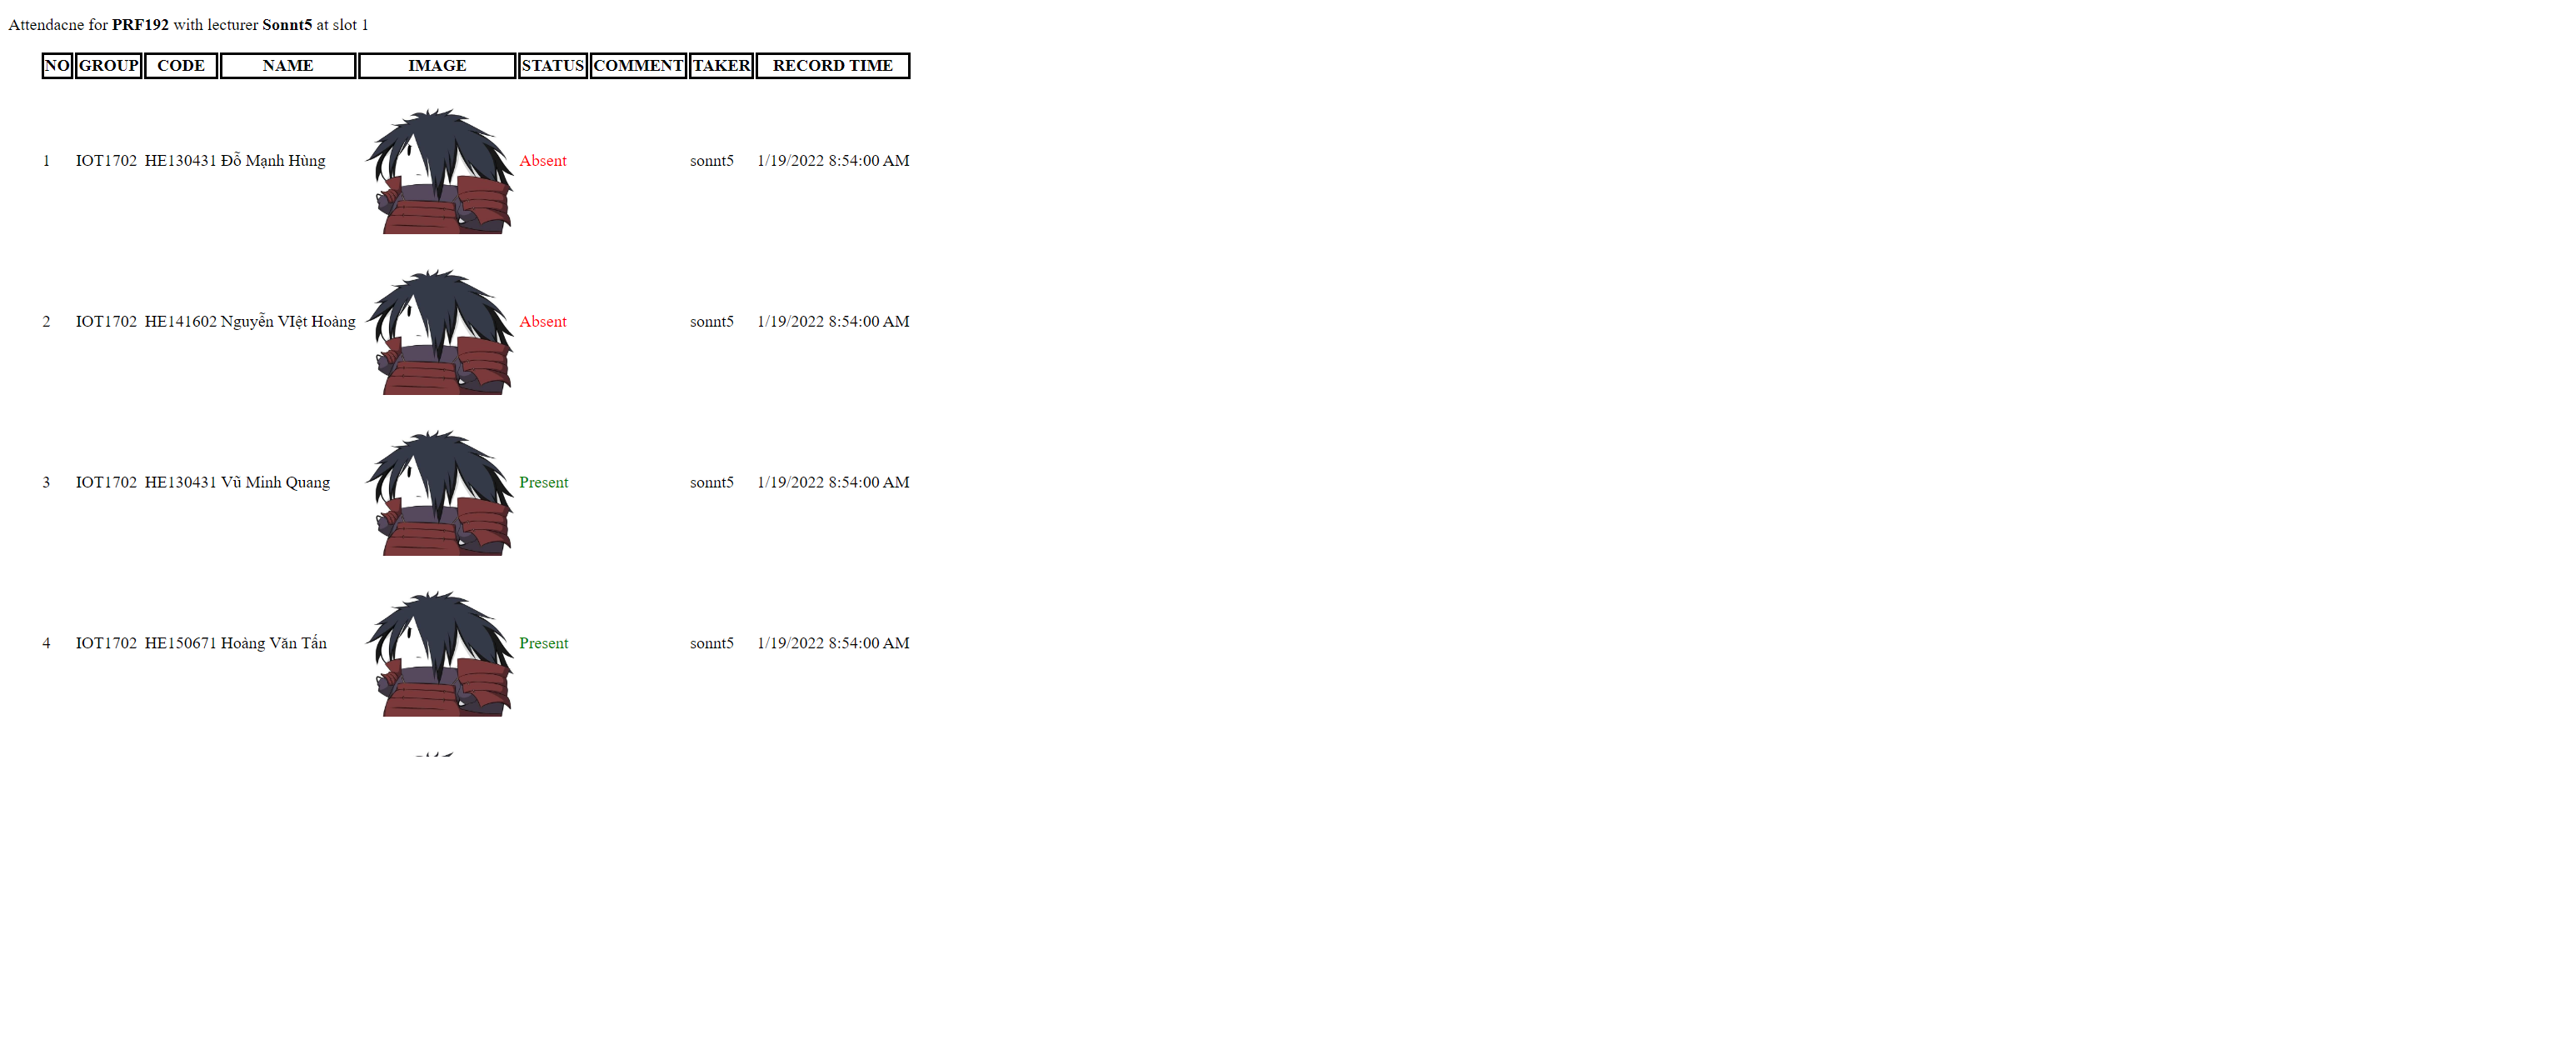 Attendacne for PRF192 with lecturer Sonnt5 at slot 1
NO GROUP CODE NAME IMAGE STATUS COMMENT TAKER RECORD TIME
1 IOT1702 HE130431 Đỗ Mạnh Hùng Absent sonnt5 1/19/2022 8:54:00 AM
2 IOT1702 HE141602 Nguyễn VIệt Hoàng Absent sonnt5 1/19/2022 8:54:00 AM
3 IOT1702 HE130431 Vũ Minh Quang Present sonnt5 1/19/2022 8:54:00 AM
4 IOT1702 HE150671 Hoàng Văn Tấn Present sonnt5 1/19/2022 8:54:00 AM